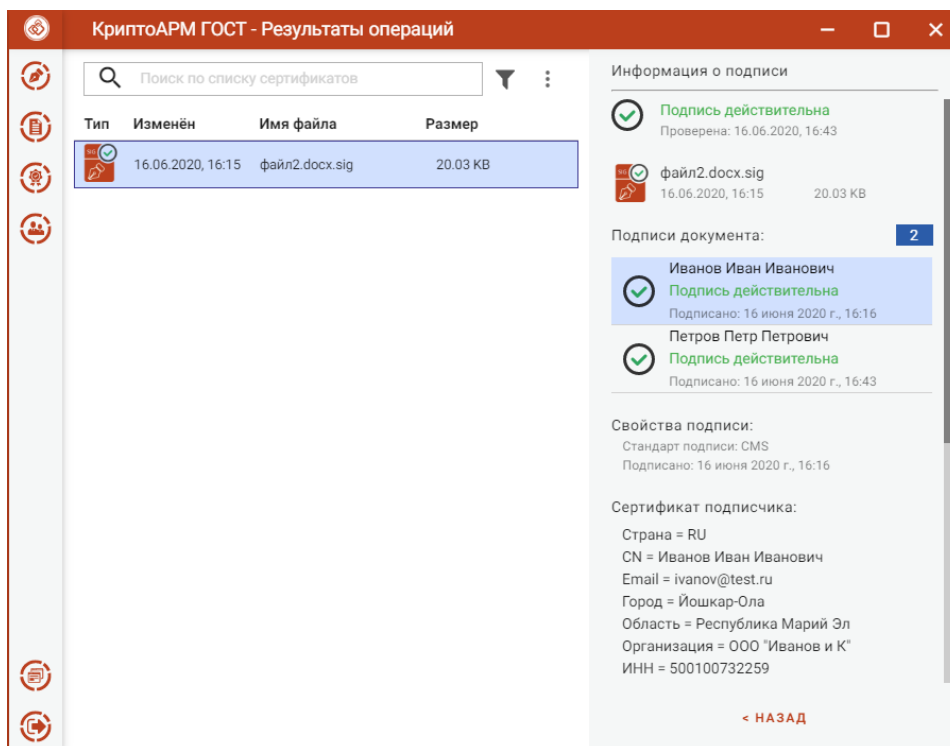 КриптоАРМ ГОСТ - Результаты операций
Поиск по списку сертификатов
Тип Изменён Имя файла Размер
16.06.2020, 16:15 файл2.docx.sig 20.03 KB
Информация о подписи
Подпись действительна
Проверена: 16.06.2020, 16:43
файл2.docx.sig
16.06.2020, 16:15 20.03 KB
Подписи документа: 2
Иванов Иван Иванович
Подпись действительна
Подписано: 16 июня 2020 г., 16:16
Петров Петр Петрович
Подпись действительна
Подписано: 16 июня 2020 г., 16:43
Свойства подписи:
Стандарт подписи: CMS
Подписано: 16 июня 2020 г., 16:16
Сертификат подписчика:
Страна = RU
CN = Иванов Иван Иванович
Email = ivanov@test.ru
Город = Йошкар-Ола
Область = Республика Марий Эл
Организация = ООО "Иванов и К"
ИНН = 500100732259
< НАЗАД